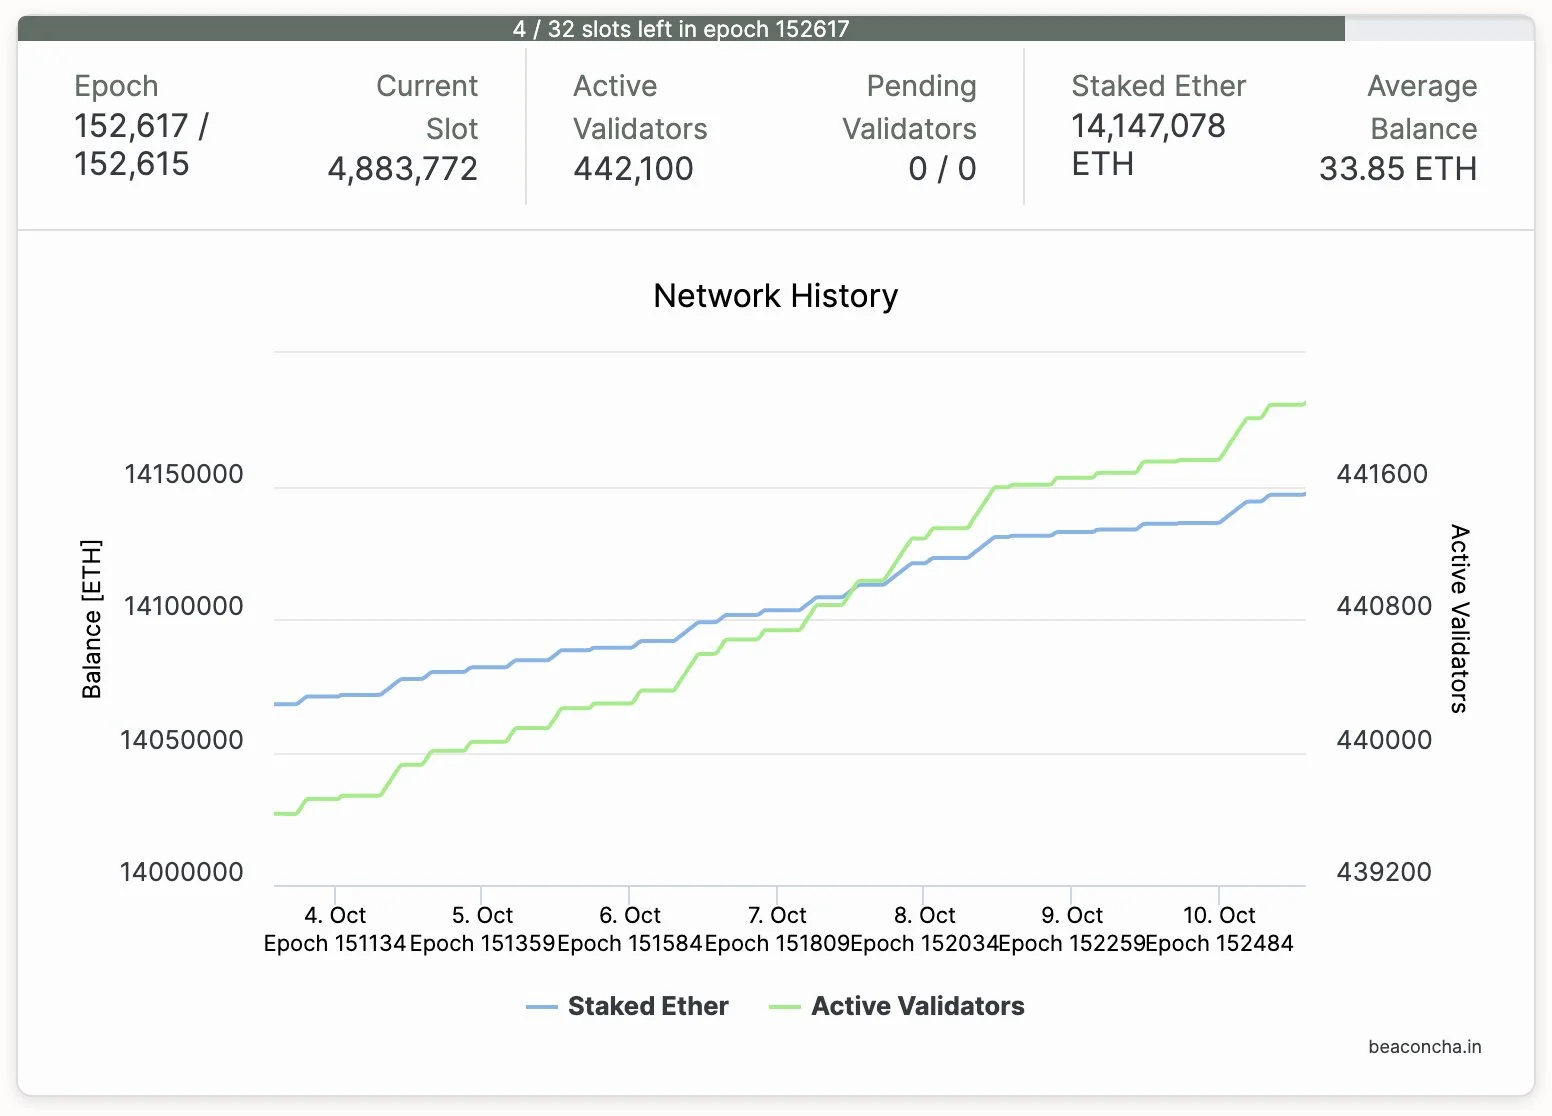 4 / 32 slots left in epoch 152617
Epoch
152,617 /
152,615
Current
Slot
4,883,772
Active
Validators
442,100
Pending
Validators
0 / 0
Staked Ether
14,147,078
ETH
Average
Balance
33.85 ETH
Network History
Balance [ETH]
14150000
14100000
14050000
14000000
441600
440800
440000
439200
Active Validators
4. Oct
Epoch 151134
5. Oct
Epoch 151359
6. Oct
Epoch 151584
7. Oct
Epoch 151809
8. Oct
Epoch 152034
9. Oct
Epoch 152259
10. Oct
Epoch 152484
Staked Ether
Active Validators
beaconcha.in